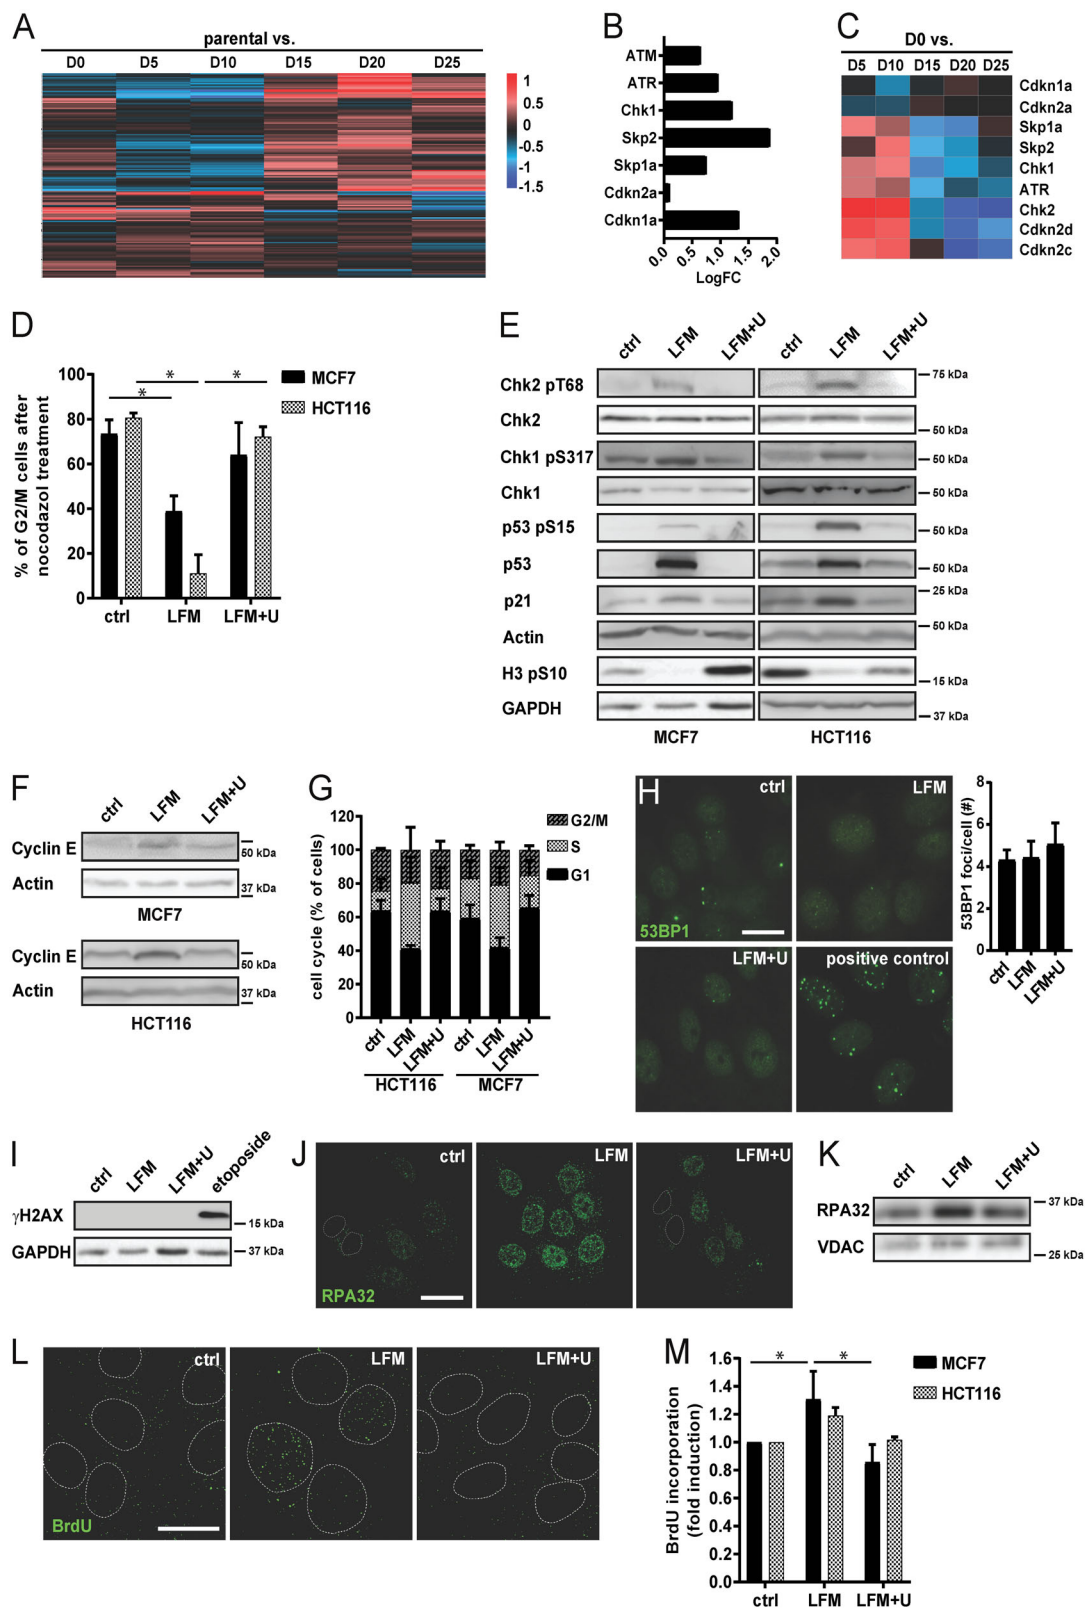 A
parental vs.
D0 D5 D10 D15 D20 D25
1
0.5
0
-0.5
-1
-1.5
B
ATM
ATR
Chk1
Skp2
Skp1a
Cdkn2a
Cdkn1a
0.0 0.5 1.0 1.5 2.0
LogFC
C
D0 vs.
D5 D10 D15 D20 D25
Cdkn1a
Cdkn2a
Skp1a
Skp2
Chk1
ATR
Chk2
Cdkn2d
Cdkn2c
D
% of G2/M cells after
nocodazol treatment
100
80
60
40
20
0
* * *
MCF7
HCT116
ctrl LFM LFM+U
E
ctrl LFM LFM+U ctrl LFM LFM+U
Chk2 pT68 75 kDa
Chk2 50 kDa
Chk1 pS317 50 kDa
Chk1 50 kDa
p53 pS15
p53 50 kDa
p21 25 kDa
Actin 50 kDa
H3 pS10 15 kDa
GAPDH 37 kDa
MCF7 HCT116
F
ctrl LFM LFM+U
Cyclin E 50 kDa
Actin 37 kDa
MCF7
Cyclin E 50 kDa
Actin 37 kDa
HCT116
G
cell cycle (% of cells)
120
100
80
60
40
20
0
G2/M
S
G1
ctrl LFM LFM+U ctrl LFM LFM+U
HCT116 MCF7
H
ctrl
53BP1
LFM
LFM+U
positive control
53BP1 foci/cell (#)
8
6
4
2
0
ctrl LFM LFM+U
I
ctrl LFM LFM+U etoposide
γH2AX 15 kDa
GAPDH 37 kDa
J
ctrl LFM LFM+U
RPA32
K
ctrl LFM LFM+U
RPA32 37 kDa
VDAC 25 kDa
L
ctrl LFM LFM+U
BrdU
M
BrdU incorporation
(fold induction)
1.6
1.4
1.2
1.0
0.8
0.6
0.4
0.2
0.0
* *
MCF7
HCT116
ctrl LFM LFM+U